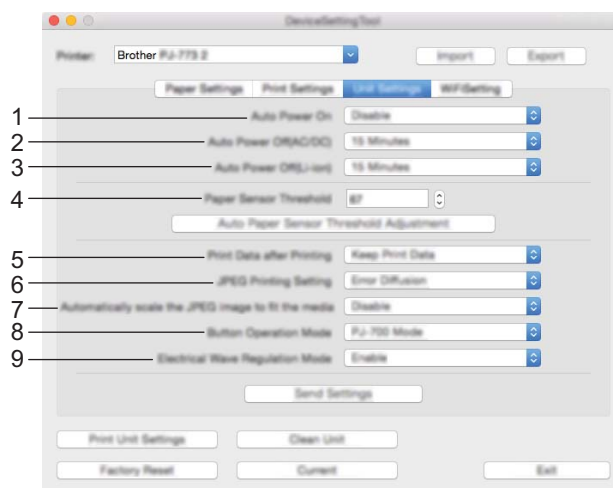 DeviceSettingTool
Printer: Brother PJ-773 2 Import Export
Paper Settings Print Settings Unit Settings WiFiSetting
1 Auto Power On Disable
2 Auto Power Off(AC/DC) 15 Minutes
3 Auto Power Off(Li-ion) 15 Minutes
4 Paper Sensor Threshold 67
Auto Paper Sensor Threshold Adjustment
5 Print Data after Printing Keep Print Data
6 JPEG Printing Setting Error Diffusion
7 Automatically scale the JPEG image to fit the media Disable
8 Button Operation Mode PJ-700 Mode
9 Electrical Wave Regulation Mode Enable
Send Settings
Print Unit Settings Clean Unit
Factory Reset Current Exit